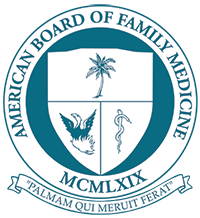 AMERICAN BOARD OF FAMILY MEDICINE
MCMLXIX
"PALMAM QUI MERUIT FERAT"